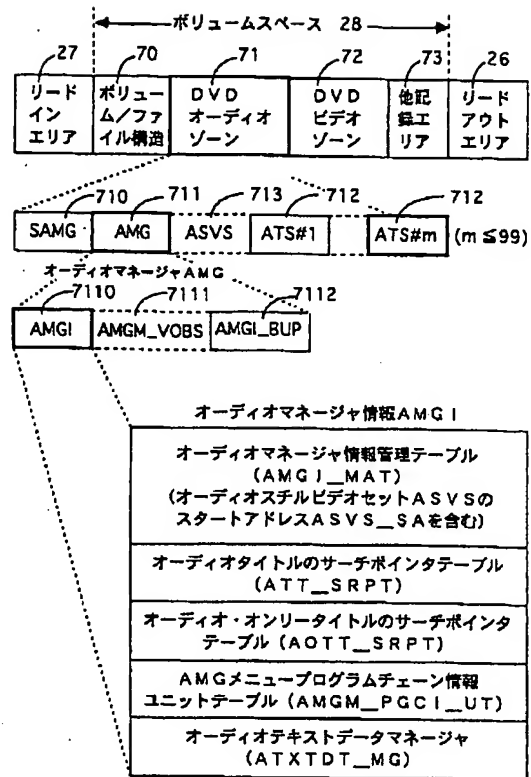 ボリュームスペース 28
27 70 71 72 73 26
リード
イン
エリア
ボリュー
ム/ファ
イル構造
DVD
オーディオ
ゾーン
DVD
ビデオ
ゾーン
他記
録エ
リア
リード
アウト
エリア
710 711 713 712 712
SAMG AMG ASVS ATS#1 ATS#m (m≦99)
オーディオマネージャAMG
7110 7111 7112
AMGI AMGM_VOBS AMGI_BUP
オーディオマネージャ情報AMGI
オーディオマネージャ情報管理テーブル
(AMGI_MAT)
(オーディオスチルビデオセットASVSの
スタートアドレスASVS_SAを含む)
オーディオタイトルのサーチポインタテーブル
(ATT_SRPT)
オーディオ・オンリータイトルのサーチポインタ
テーブル(AOTT_SRPT)
AMGメニュープログラムチェーン情報
ユニットテーブル(AMGM_PGCI_UT)
オーディオテキストデータマネージャ
(ATXTDT_MG)